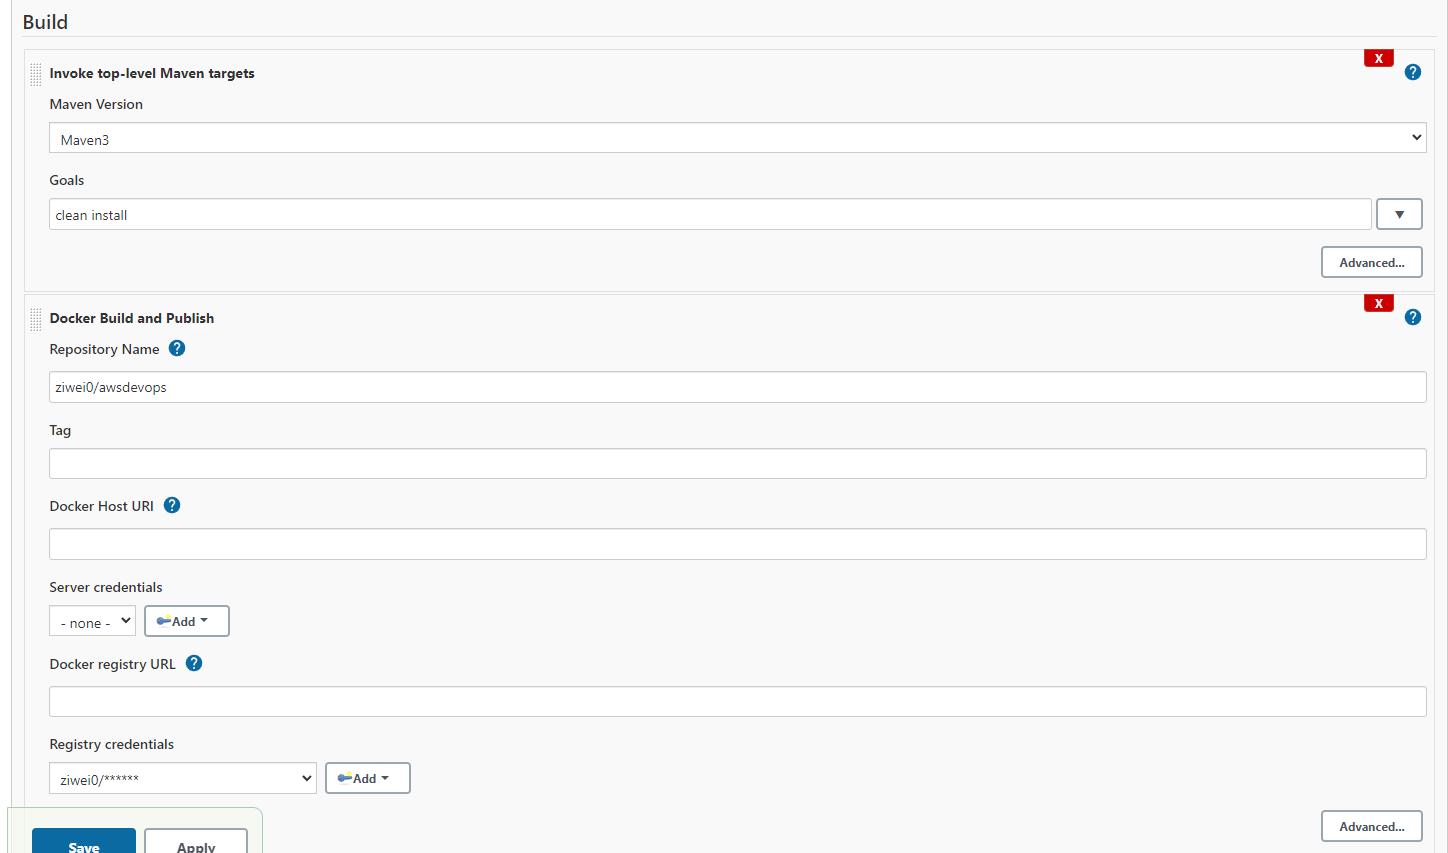 Build
Invoke top-level Maven targets
X
?
Maven Version
Maven3
Goals
clean install
▼
Advanced...
Docker Build and Publish
X
?
Repository Name ?
ziwei0/awsdevops
Tag
Docker Host URI ?
Server credentials
- none - Add
Docker registry URL ?
Registry credentials
ziwei0/****** Add
Advanced...
Save Apply